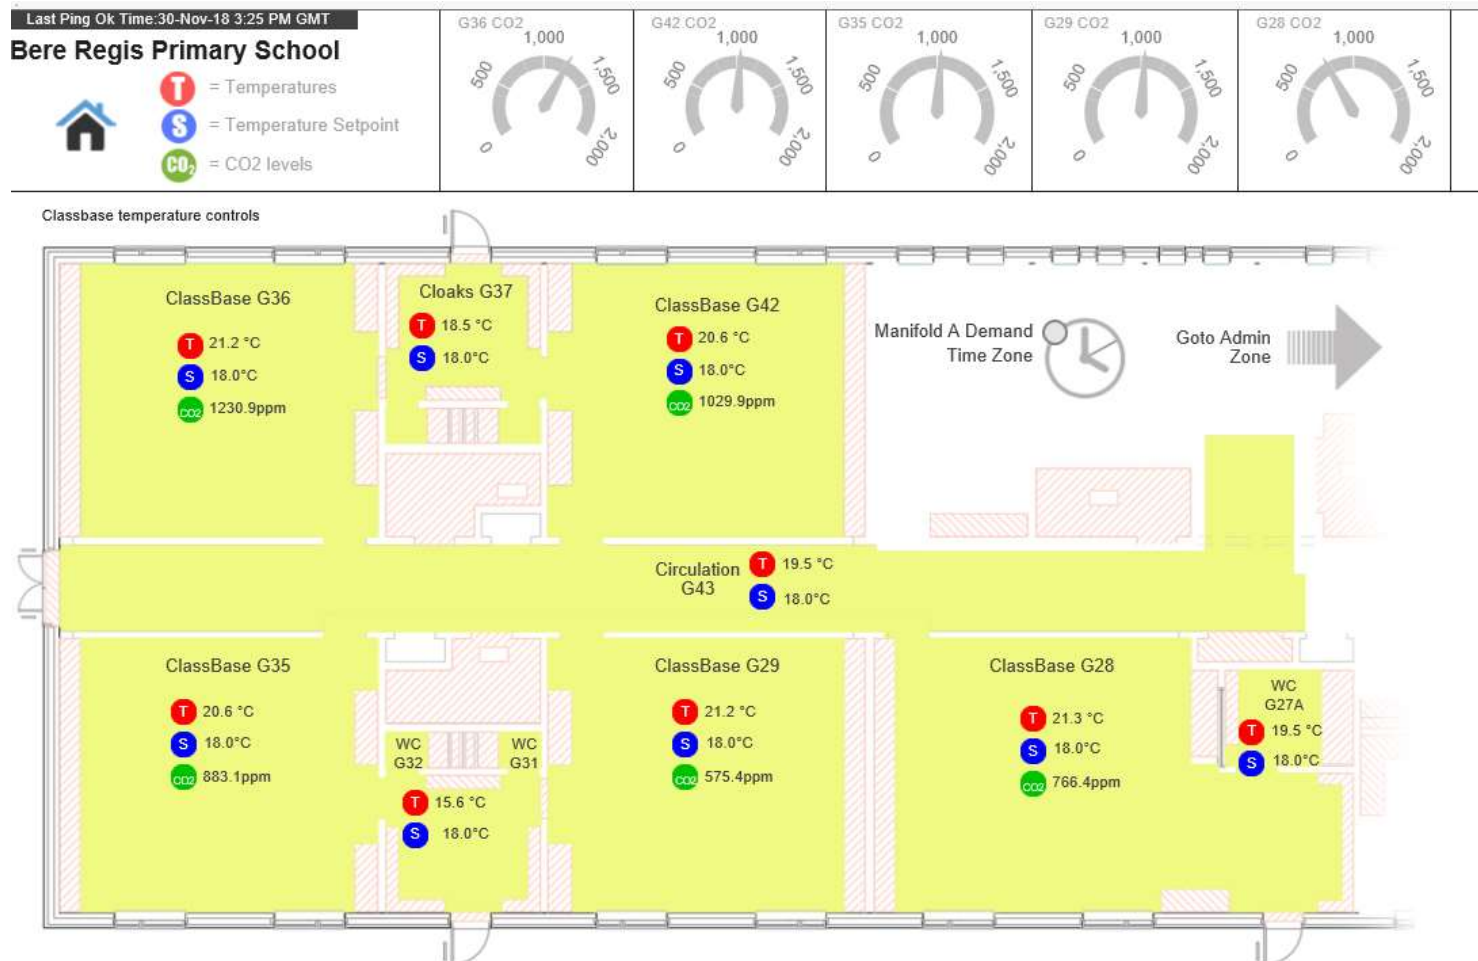 Last Ping Ok Time:30-Nov-18 3:25 PM GMT
Bere Regis Primary School
T = Temperatures
S = Temperature Setpoint
CO₂ = CO2 levels
G36 CO2
0
500
1,000
1,500
2,000
G42 CO2
0
500
1,000
1,500
2,000
G35 CO2
0
500
1,000
1,500
2,000
G29 CO2
0
500
1,000
1,500
2,000
G28 CO2
0
500
1,000
1,500
2,000
Classbase temperature controls
ClassBase G36
T 21.2 °C
S 18.0°C
CO2 1230.9ppm
Cloaks G37
T 18.5 °C
S 18.0°C
ClassBase G42
T 20.6 °C
S 18.0°C
CO2 1029.9ppm
Manifold A Demand
Time Zone
Goto Admin
Zone
Circulation
G43
T 19.5 °C
S 18.0°C
ClassBase G35
T 20.6 °C
S 18.0°C
CO2 883.1ppm
WC
G32
WC
G31
T 15.6 °C
S 18.0°C
ClassBase G29
T 21.2 °C
S 18.0°C
CO2 575.4ppm
ClassBase G28
T 21.3 °C
S 18.0°C
CO2 766.4ppm
WC
G27A
T 19.5 °C
S 18.0°C